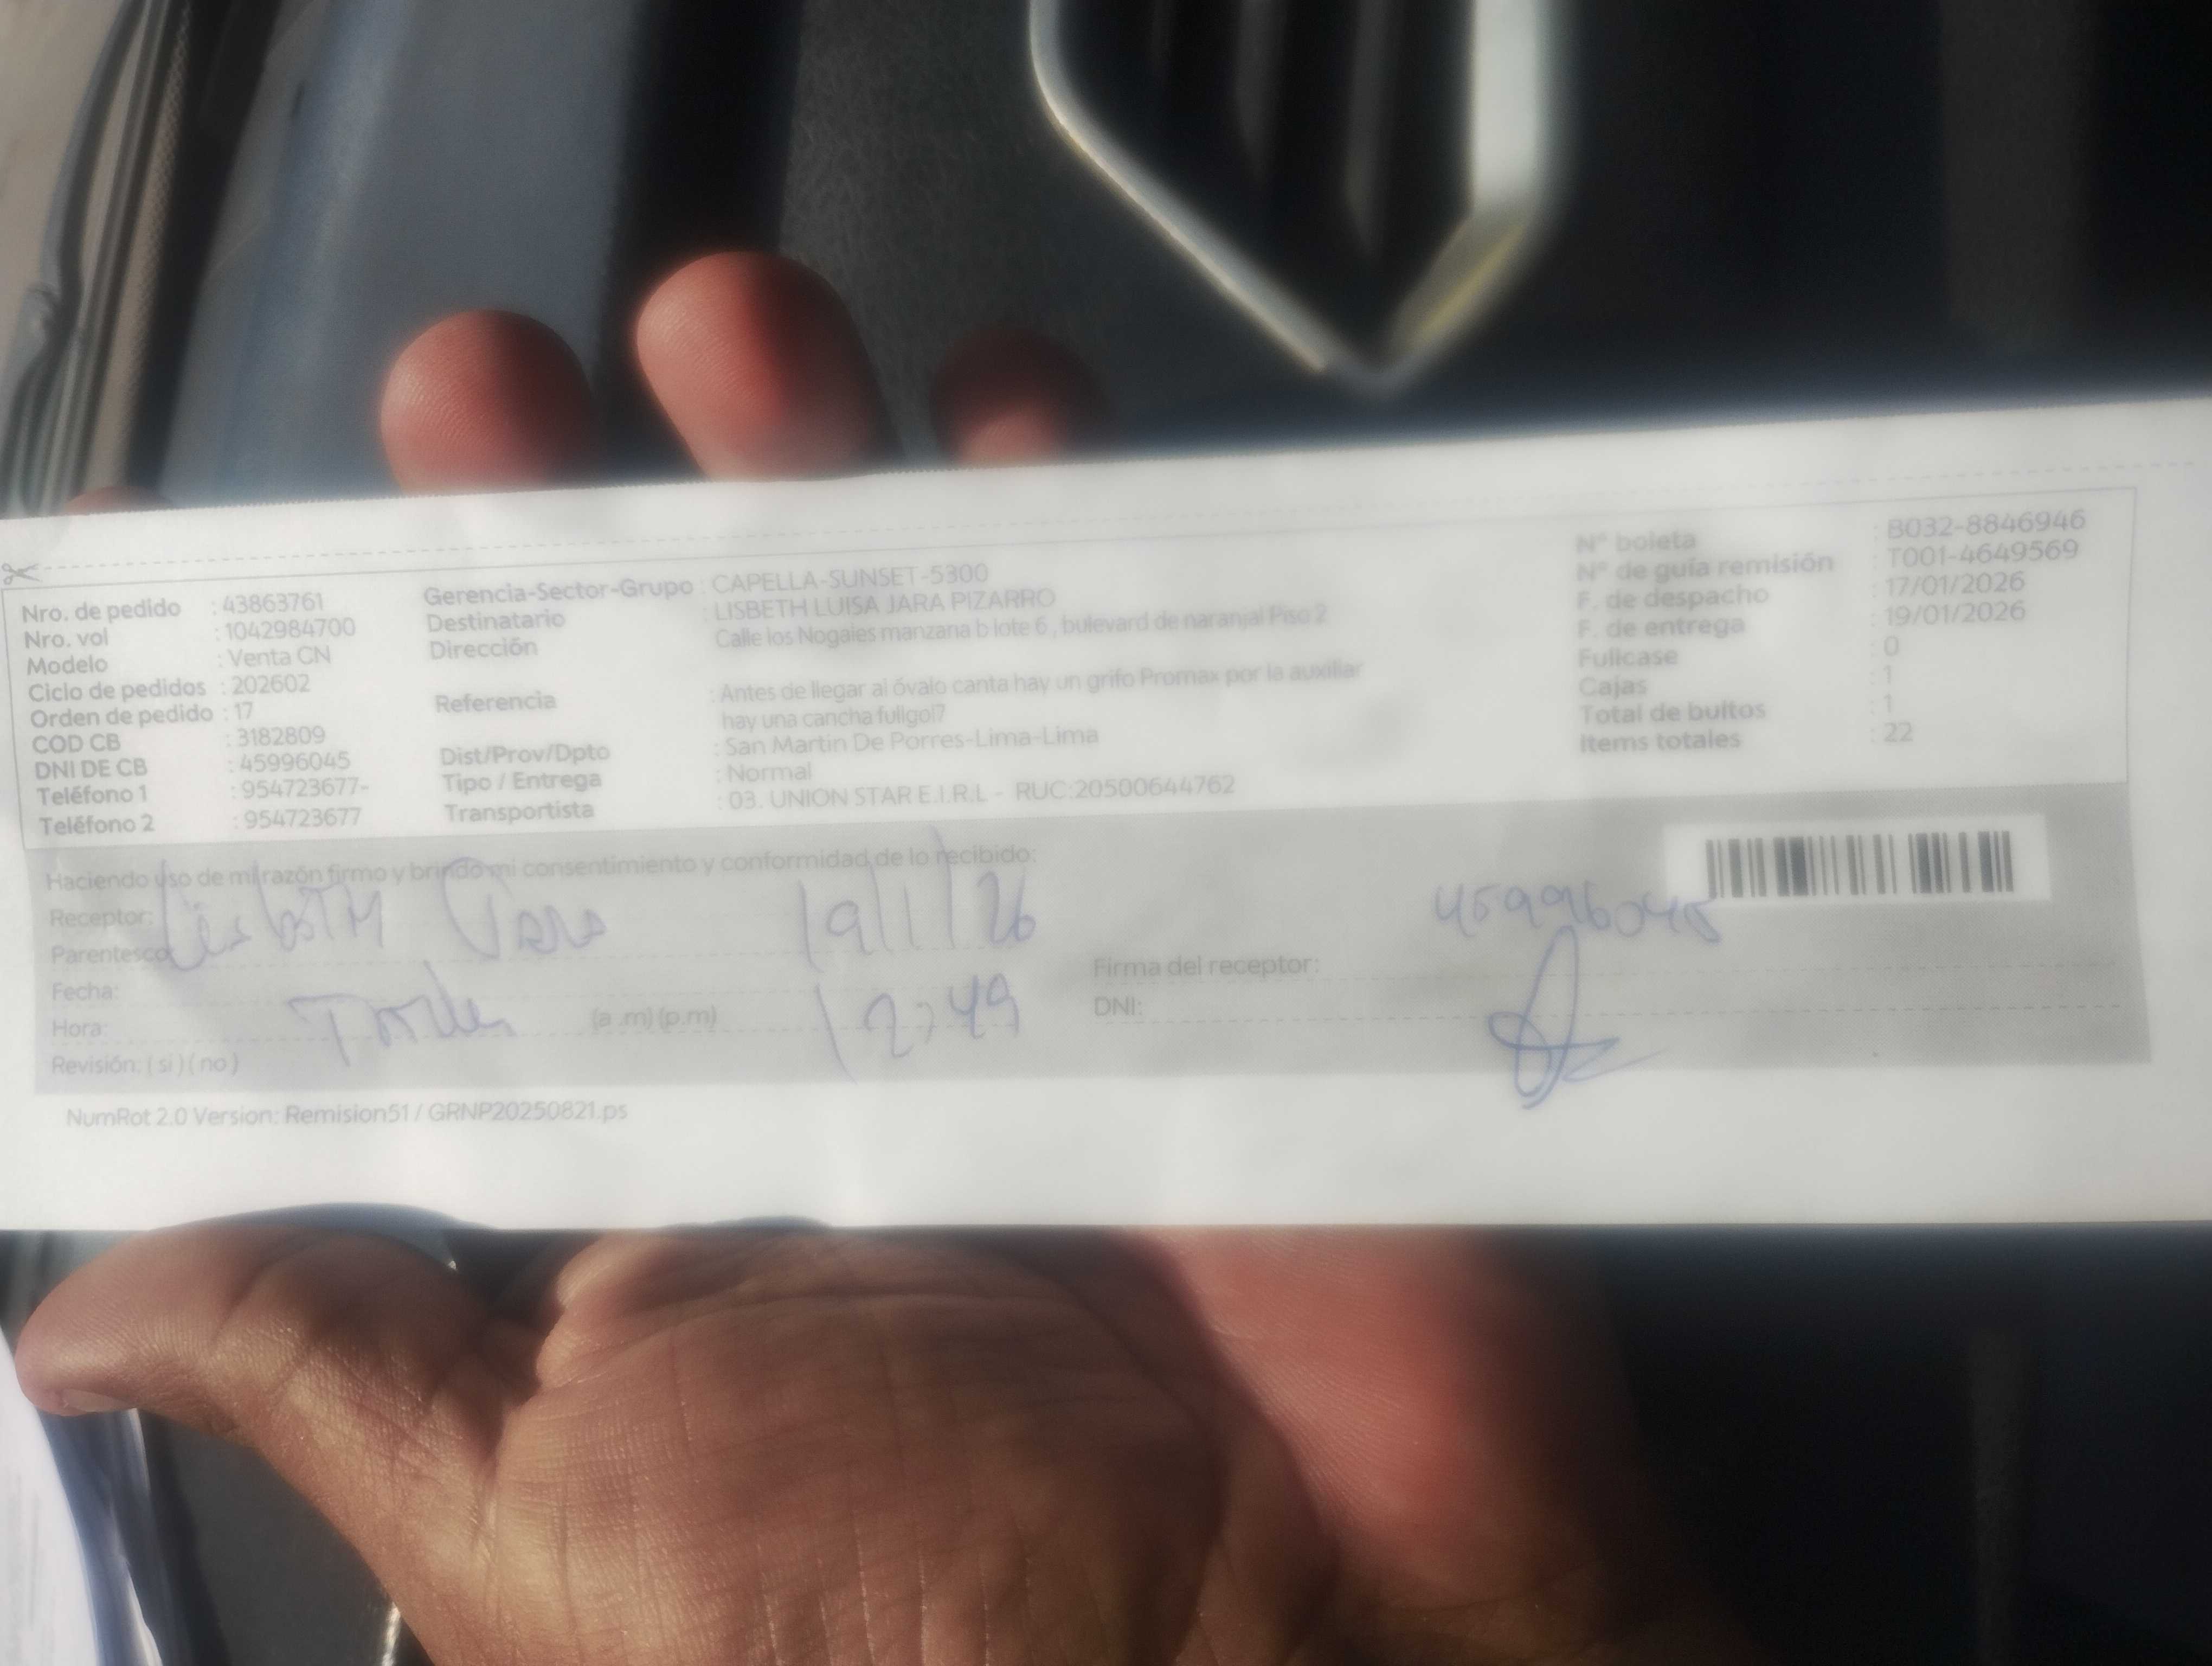 Nro. de pedido : 43863761
Nro. vol : 1042984700
Modelo : Venta CN
Ciclo de pedidos : 202602
Orden de pedido : 17
COD CB : 3182809
DNI DE CB : 45996045
Teléfono 1 : 954723677-
Teléfono 2 : 954723677
Gerencia-Sector-Grupo : CAPELLA-SUNSET-5300
Destinatario : LISBETH LUISA JARA PIZARRO
Dirección Calle los Nogales manzana b lote 6 , bulevard de naranjal Piso 2
Referencia : Antes de llegar al óvalo canta hay un grifo Promax por la auxiliar
hay una cancha fullgol7
Dist/Prov/Dpto : San Martin De Porres-Lima-Lima
Tipo / Entrega : Normal
Transportista : 03. UNION STAR E.I.R.L - RUC:20500644762
N° boleta : B032-8846946
N° de guía remisión : T001-4649569
F. de despacho : 17/01/2026
F. de entrega : 19/01/2026
Fullcase : 0
Cajas : 1
Total de bultos : 1
Items totales : 22
Haciendo uso de mi razón firmo y brindo mi consentimiento y conformidad de lo recibido:
Receptor: Jara 19/1/26
Parentesco:
Fecha:
Hora: (a .m) (p.m) 12:49
Revisión: ( si ) ( no )
45996045
Firma del receptor:
DNI:
NumRot 2.0 Version: Remision51 / GRNP20250821.ps